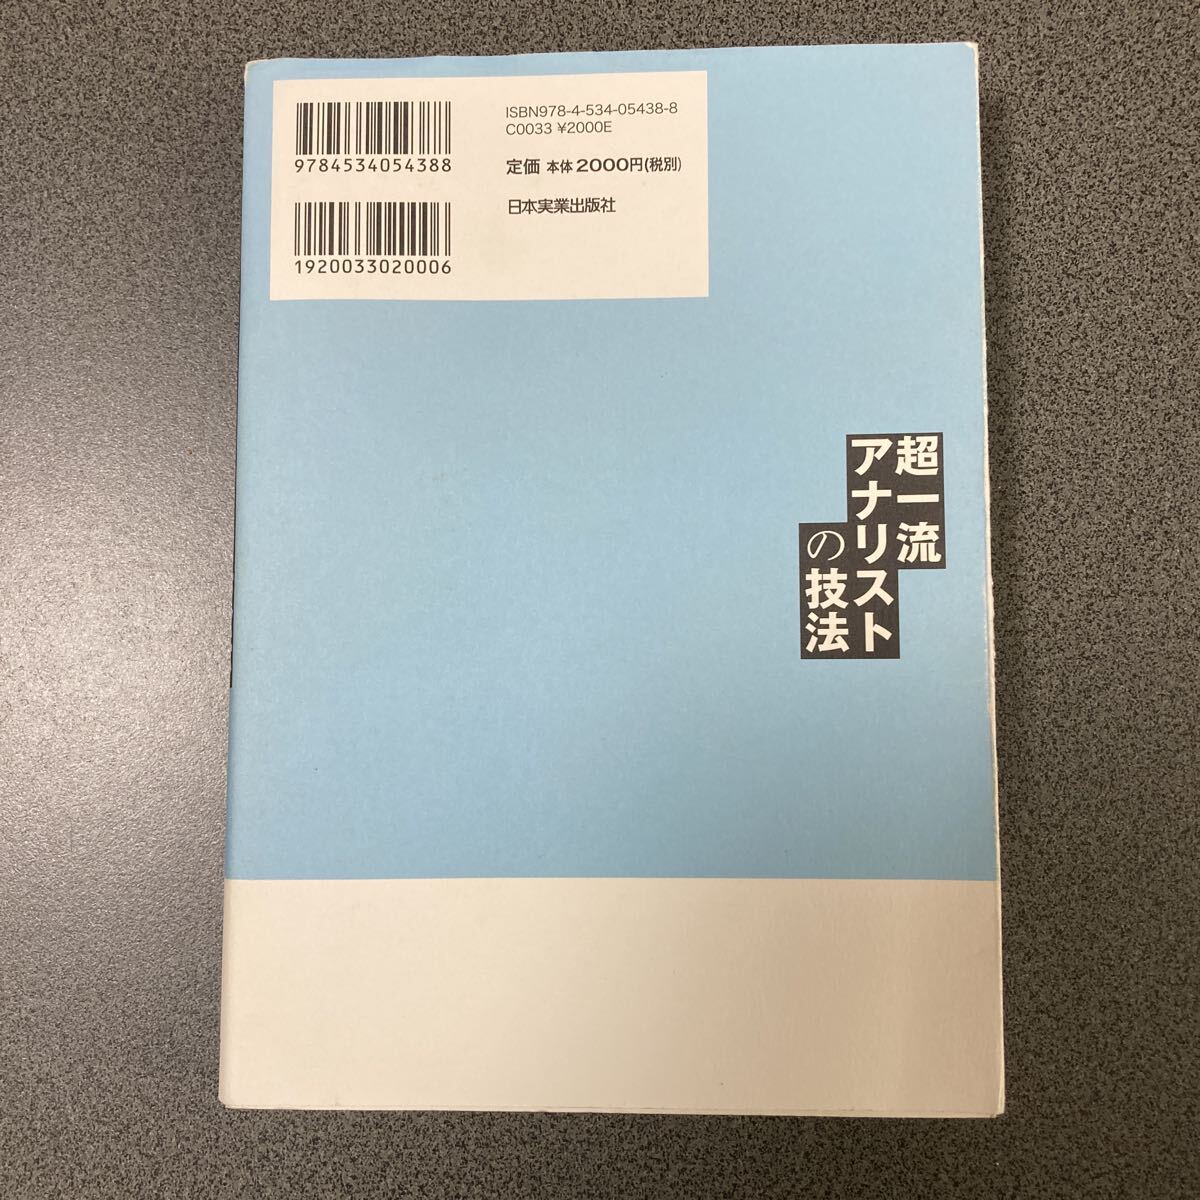 ISBN978-4-534-05438-8
C0033 ¥2000E
9784534054388
定価 本体2000円(税別)
日本実業出版社
1920033020006
超一流
アナリスト
の技法